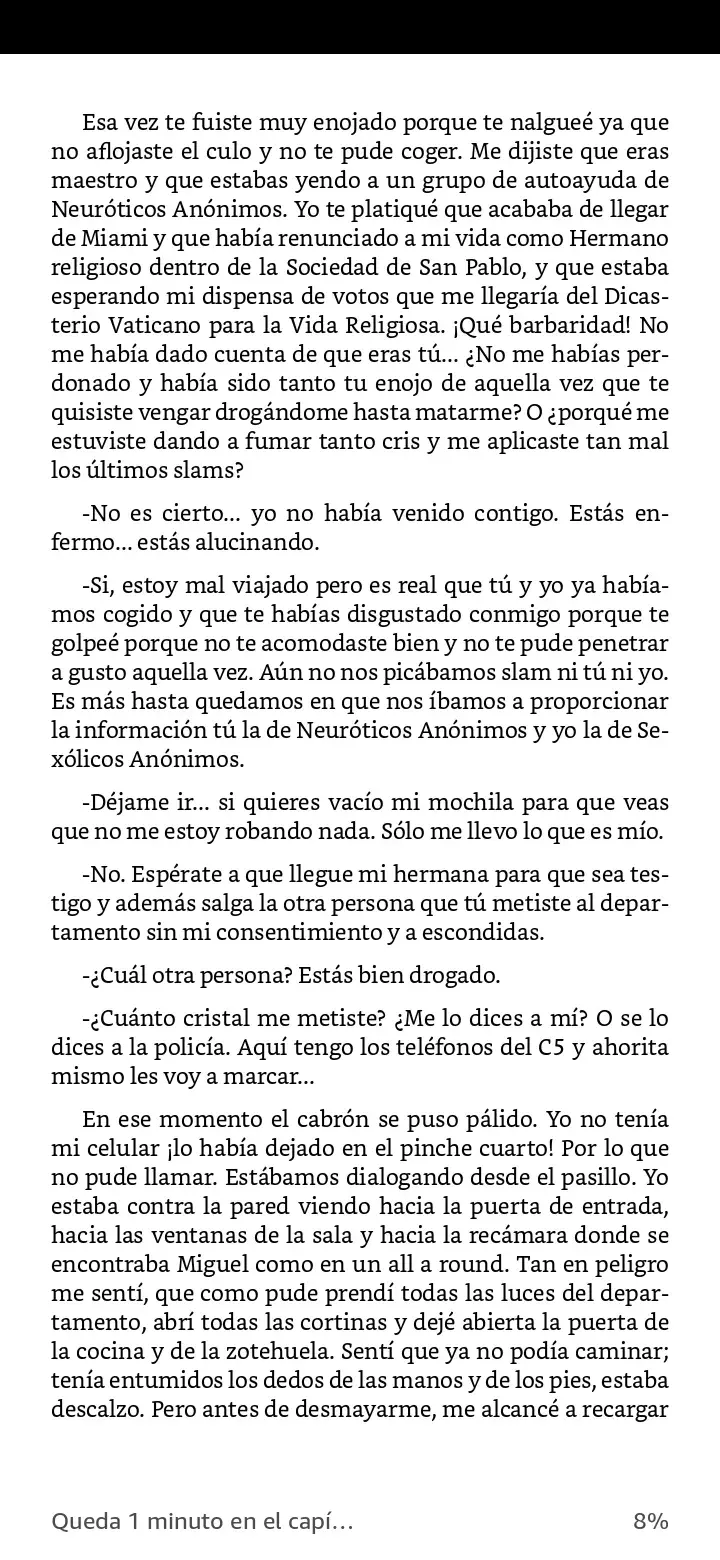 Esa vez te fuiste muy enojado porque te nalgueé ya que
no aflojaste el culo y no te pude coger. Me dijiste que eras
maestro y que estabas yendo a un grupo de autoayuda de
Neuróticos Anónimos. Yo te platiqué que acababa de llegar
de Miami y que había renunciado a mi vida como Hermano
religioso dentro de la Sociedad de San Pablo, y que estaba
esperando mi dispensa de votos que me llegaría del Dicas-
terio Vaticano para la Vida Religiosa. ¡Qué barbaridad! No
me había dado cuenta de que eras tú... ¿No me habías per-
donado y había sido tanto tu enojo de aquella vez que te
quisiste vengar drogándome hasta matarme? O ¿porqué me
estuviste dando a fumar tanto cris y me aplicaste tan mal
los últimos slams?
-No es cierto... yo no había venido contigo. Estás en-
fermo... estás alucinando.
-Si, estoy mal viajado pero es real que tú y yo ya había-
mos cogido y que te habías disgustado conmigo porque te
golpeé porque no te acomodaste bien y no te pude penetrar
a gusto aquella vez. Aún no nos picábamos slam ni tú ni yo.
Es más hasta quedamos en que nos íbamos a proporcionar
la información tú la de Neuróticos Anónimos y yo la de Se-
xólicos Anónimos.
-Déjame ir... si quieres vacío mi mochila para que veas
que no me estoy robando nada. Sólo me llevo lo que es mío.
-No. Espérate a que llegue mi hermana para que sea tes-
tigo y además salga la otra persona que tú metiste al depar-
tamento sin mi consentimiento y a escondidas.
-¿Cuál otra persona? Estás bien drogado.
-¿Cuánto cristal me metiste? ¿Me lo dices a mí? O se lo
dices a la policía. Aquí tengo los teléfonos del C5 y ahorita
mismo les voy a marcar...
En ese momento el cabrón se puso pálido. Yo no tenía
mi celular ¡lo había dejado en el pinche cuarto! Por lo que
no pude llamar. Estábamos dialogando desde el pasillo. Yo
estaba contra la pared viendo hacia la puerta de entrada,
hacia las ventanas de la sala y hacia la recámara donde se
encontraba Miguel como en un all a round. Tan en peligro
me sentí, que como pude prendí todas las luces del depar-
tamento, abrí todas las cortinas y dejé abierta la puerta de
la cocina y de la zotehuela. Sentí que ya no podía caminar;
tenía entumidos los dedos de las manos y de los pies, estaba
descalzo. Pero antes de desmayarme, me alcancé a recargar
Queda 1 minuto en el capí...
8%